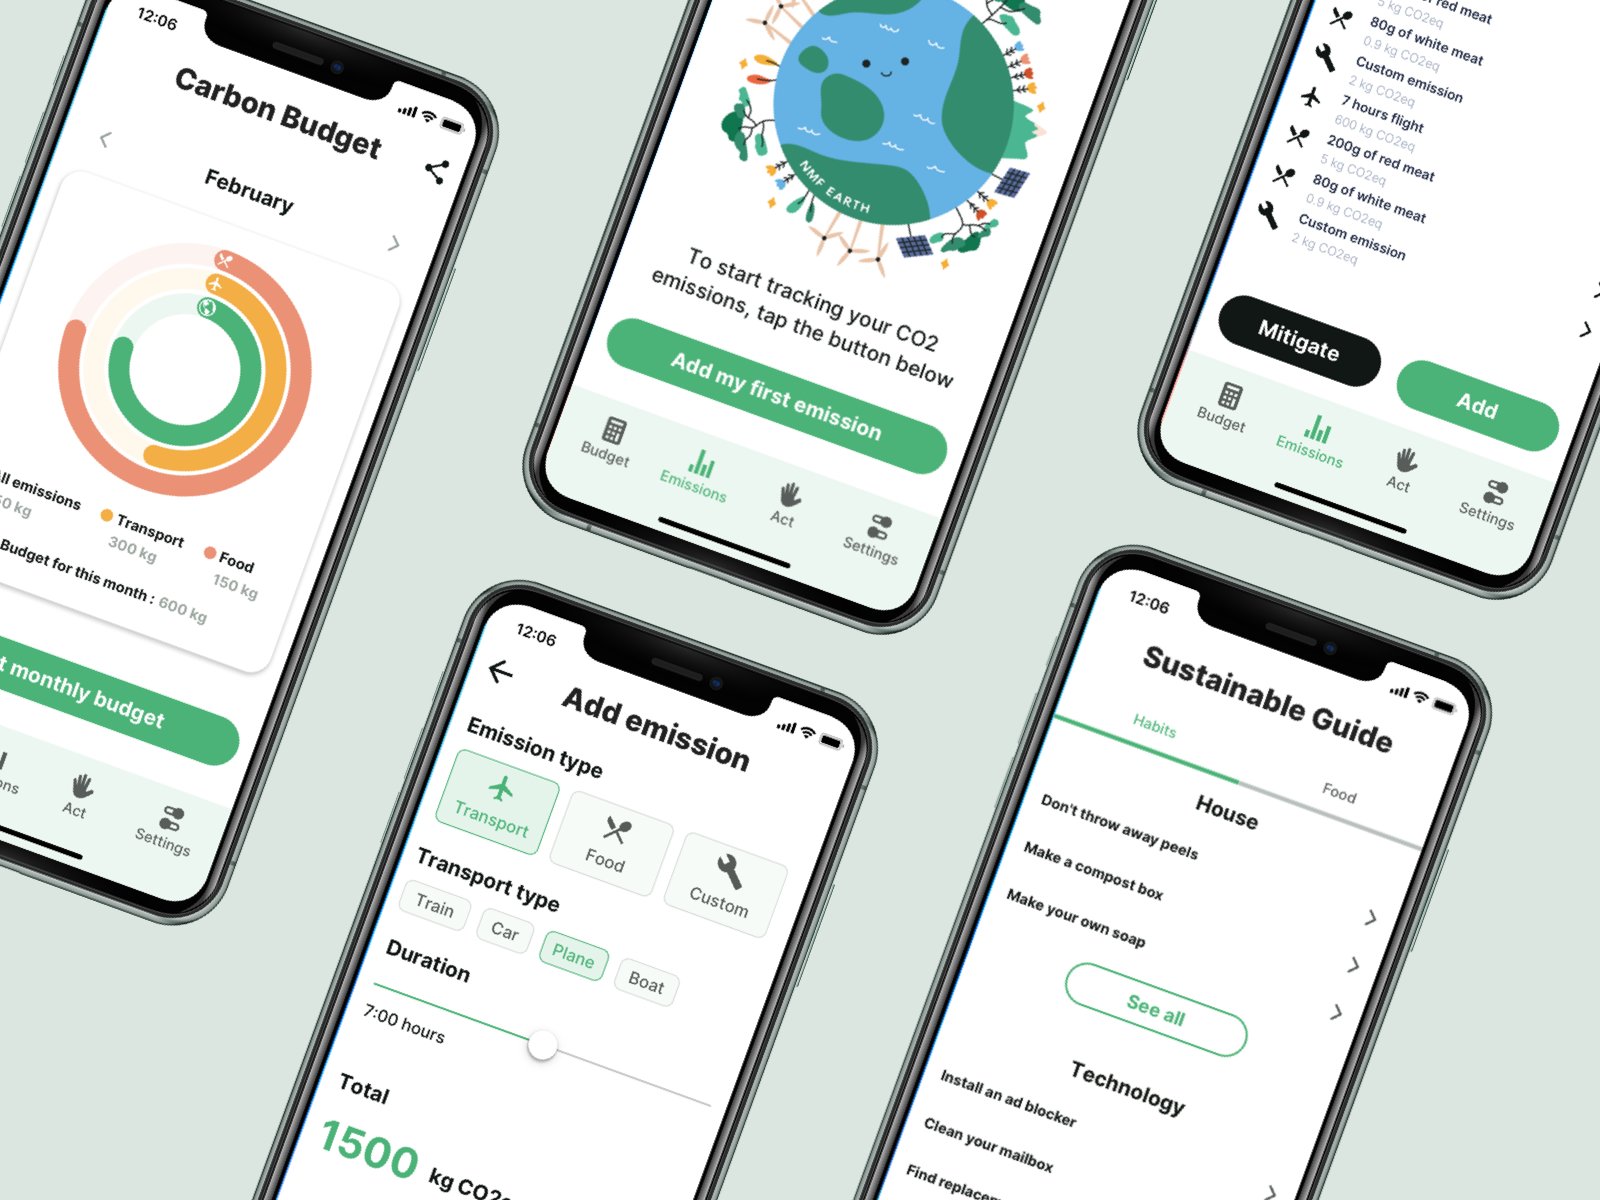 12:06
Carbon Budget
February
emissions
kg
Transport
300 kg
Food
150 kg
Budget for this month : 600 kg
monthly budget
Act
Settings
NMF EARTH
To start tracking your CO2
emissions, tap the button below
Add my first emission
Budget
Emissions
Act
Settings
red meat
kg CO2eq
80g of white meat
0.9 kg CO2eq
Custom emission
2 kg CO2eq
7 hours flight
600 kg CO2eq
200g of red meat
5 kg CO2eq
80g of white meat
0.9 kg CO2eq
Custom emission
2 kg CO2eq
Mitigate
Add
Budget
Emissions
Act
Settings
12:06
Add emission
Emission type
Transport
Food
Custom
Transport type
Train
Car
Plane
Boat
Duration
7:00 hours
Total
1500 kg
12:06
Sustainable Guide
Habits
Food
House
Don't throw away peels
Make a compost box
Make your own soap
See all
Technology
Install an ad blocker
Clean your mailbox
Find